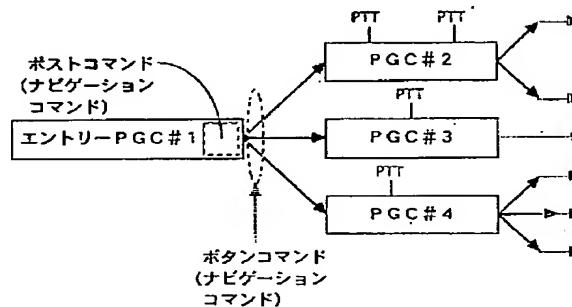 PTT PTT
PGC#2
ポストコマンド
(ナビゲーション
コマンド)
PTT
エントリーPGC#1
PGC#3
PTT
PGC#4
ボタンコマンド
(ナビゲーション
コマンド)